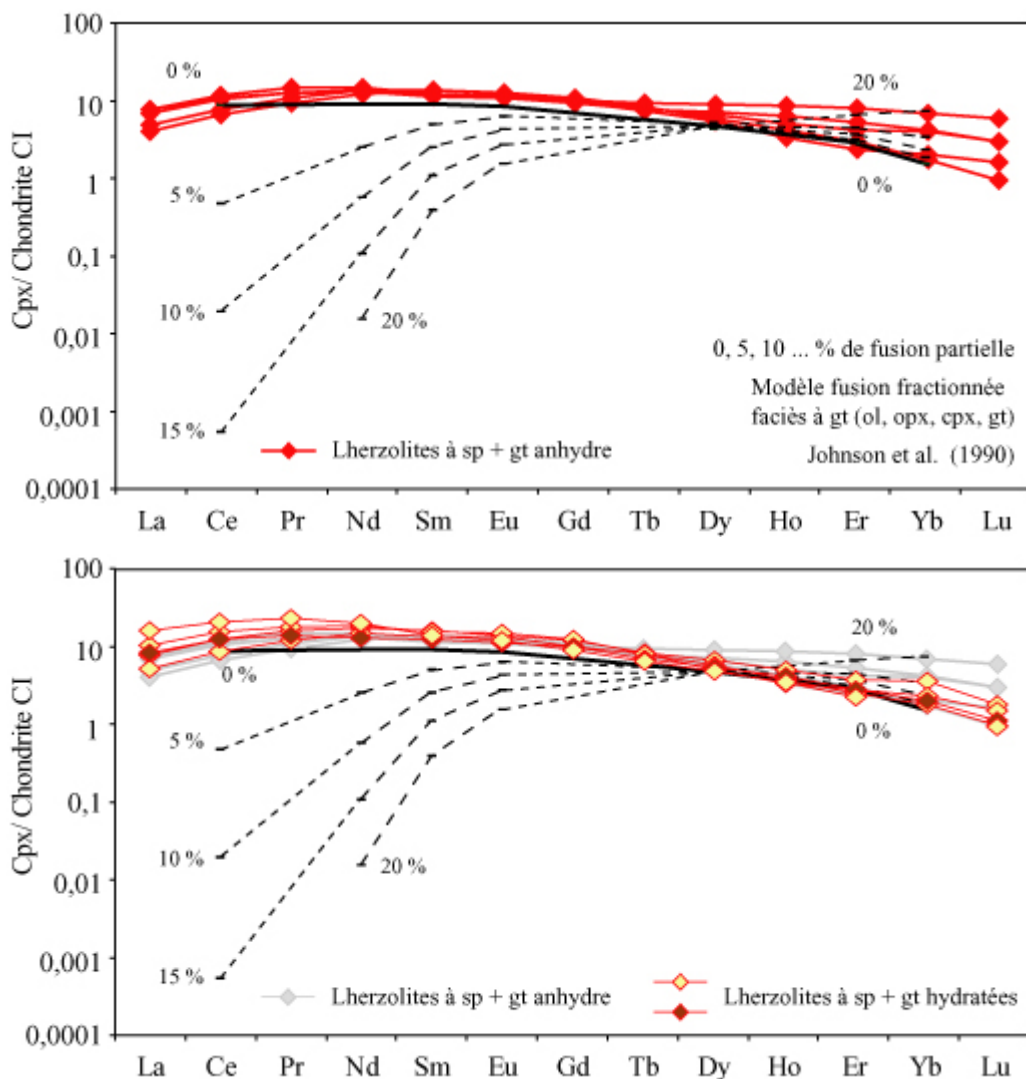 100
10
1
0,1
0,01
0,001
0,0001
Cpx/ Chondrite CI
0 %
20 %
5 %
0 %
10 %
20 %
15 %
0, 5, 10 ... % de fusion partielle
Modèle fusion fractionnée
faciès à gt (ol, opx, cpx, gt)
Johnson et al. (1990)
Lherzolites à sp + gt anhydre
La Ce Pr Nd Sm Eu Gd Tb Dy Ho Er Yb Lu
100
10
1
0,1
0,01
0,001
0,0001
Cpx/ Chondrite CI
20 %
0 %
5 %
0 %
10 %
20 %
15 %
Lherzolites à sp + gt anhydre
Lherzolites à sp + gt hydratées
La Ce Pr Nd Sm Eu Gd Tb Dy Ho Er Yb Lu